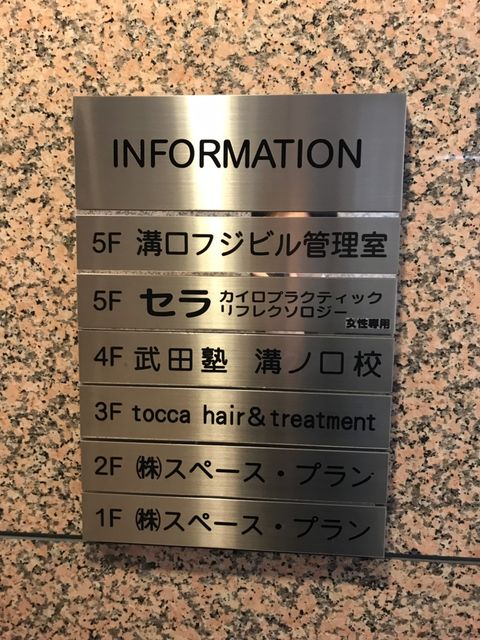 INFORMATION
5F 溝口フジビル管理室
5F セラ カイロプラクティック
リフレクソロジー
女性専用
4F 武田塾 溝ノ口校
3F tocca hair&treatment
2F ㈱スペース・プラン
1F ㈱スペース・プラン